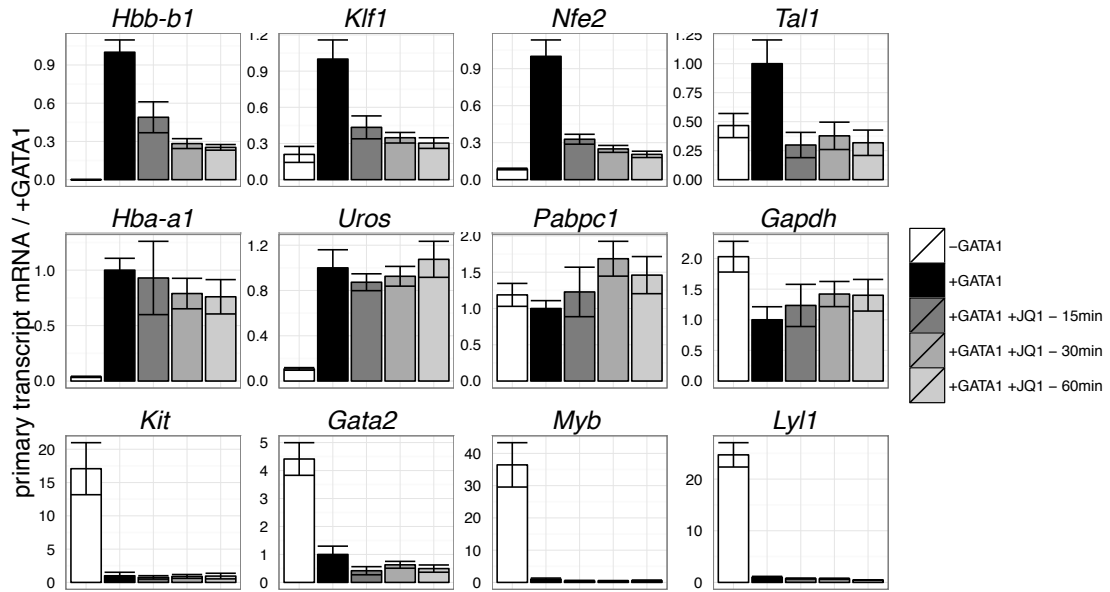 Hbb-b1 Klf1 Nfe2 Tal1
0.9 0.6 0.3 0.0
1.2 0.9 0.6 0.3 0.0
0.9 0.6 0.3 0.0
1.25 1.00 0.75 0.50 0.25 0.00
primary transcript mRNA / +GATA1
Hba-a1 Uros Pabpc1 Gapdh
1.0 0.5 0.0
1.2 0.8 0.4 0.0
2.0 1.5 1.0 0.5 0.0
2.0 1.5 1.0 0.5 0.0
−GATA1
+GATA1
+GATA1 +JQ1 − 15min
+GATA1 +JQ1 − 30min
+GATA1 +JQ1 − 60min
Kit Gata2 Myb Lyl1
20 15 10 5 0
5 4 3 2 1 0
40 30 20 10 0
20 10 0